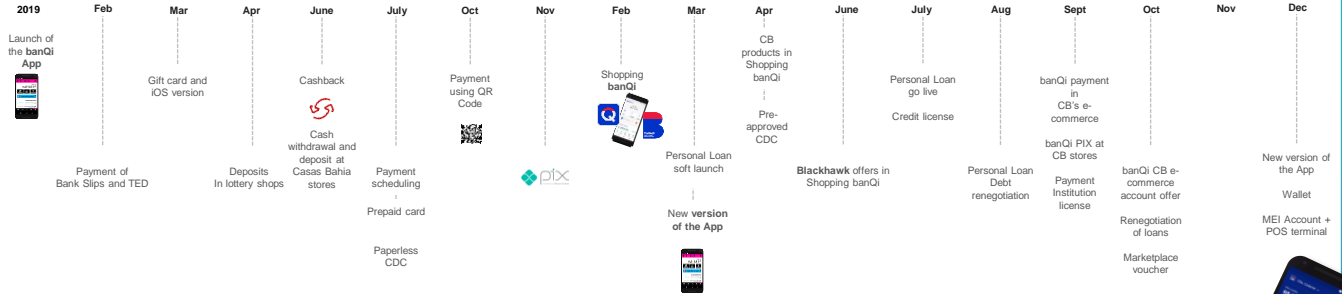 2019
Feb
Mar
Apr
June
July
Oct
Nov
Feb
Mar
Apr
June
July
Aug
Sept
Oct
Nov
Dec
Launch of
the banQi
App
Payment of
Bank Slips and TED
Gift card and
iOS version
Deposits
In lottery shops
Cashback
Cash
withdrawal and
deposit at
Casas Bahia
stores
Payment
scheduling
Prepaid card
Paperless
CDC
Payment
using QR
Code
pix
Shopping
banQi
Personal Loan
soft launch
New version
of the App
CB
products in
Shopping
banQi
Pre-
approved
CDC
Blackhawk offers in
Shopping banQi
Personal Loan
go live
Credit license
Personal Loan
Debt
renegotiation
banQi payment
in
CB's e-
commerce
banQi PIX at
CB stores
Payment
Institution
license
banQi CB e-
commerce
account offer
Renegotiation
of loans
Marketplace
voucher
New version of
the App
Wallet
MEI Account +
POS terminal